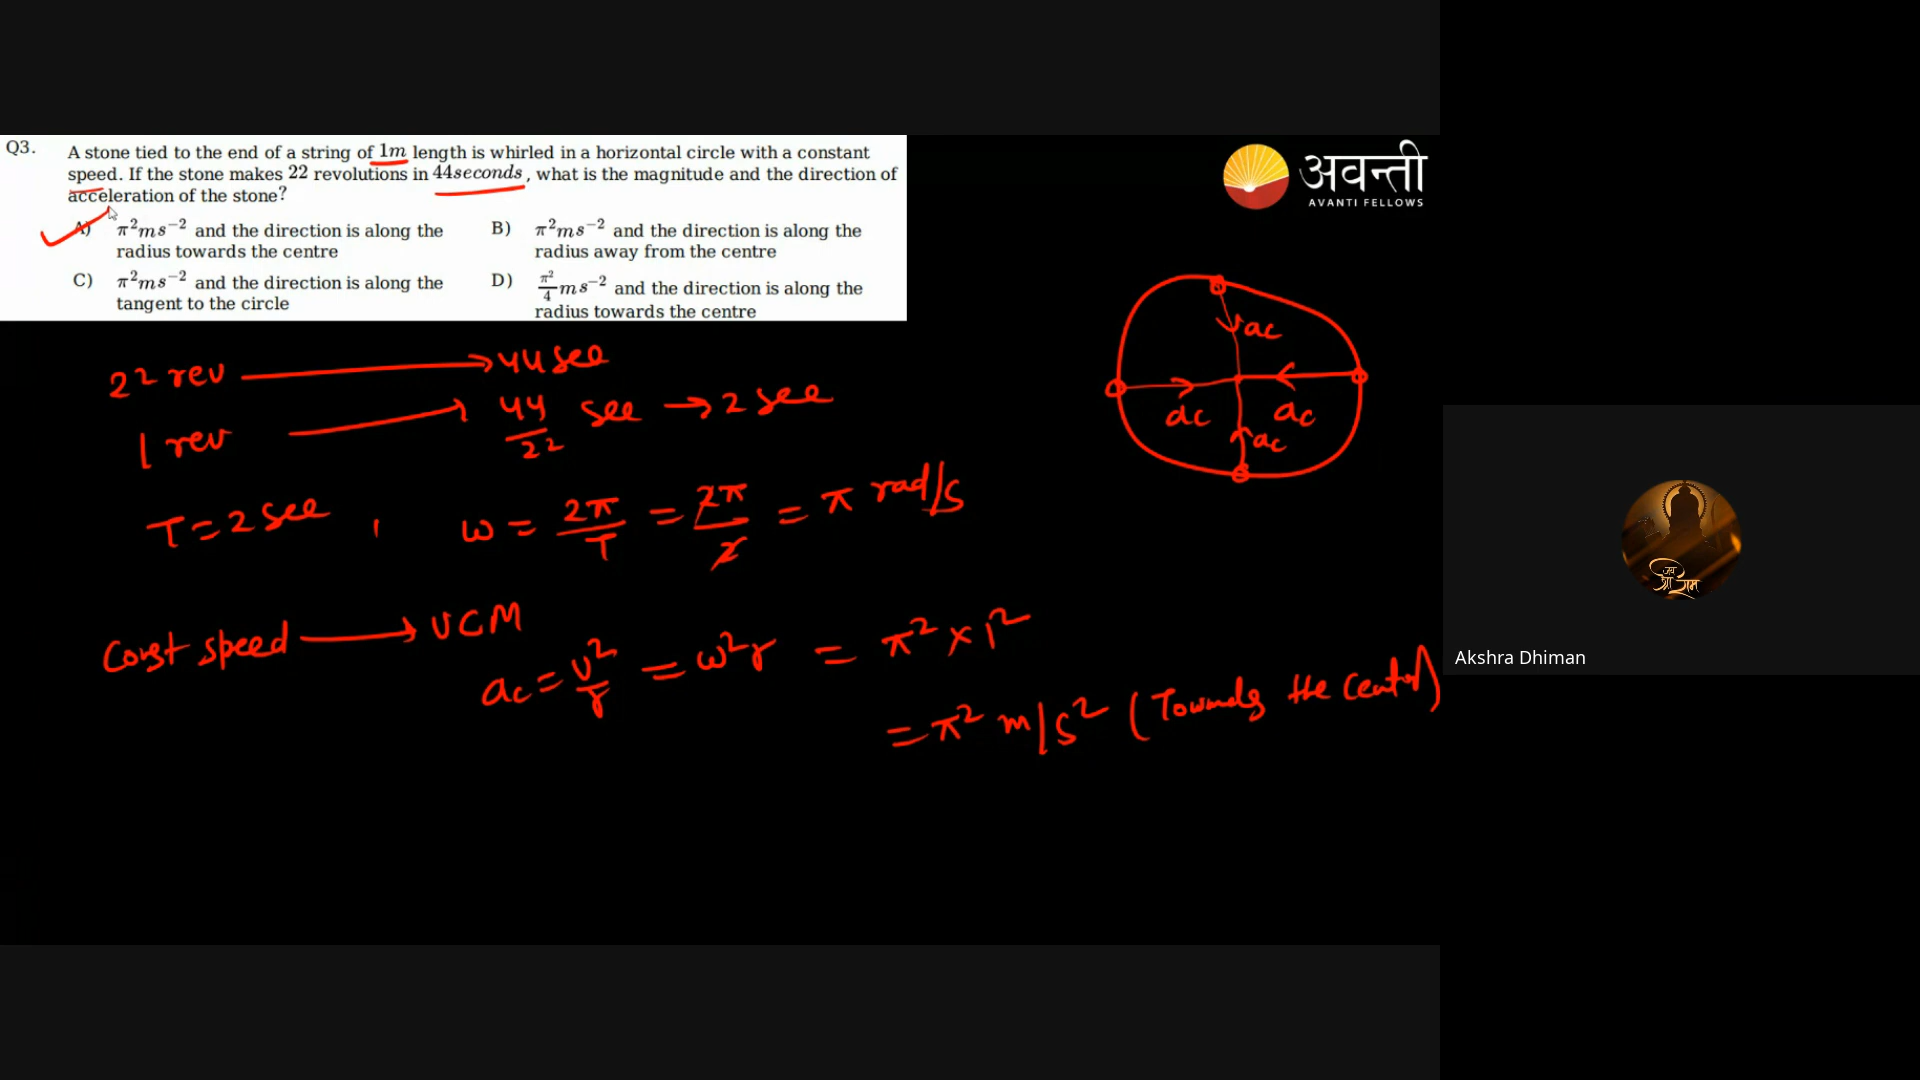 Q3.
A stone tied to the end of a string of 1m length is whirled in a horizontal circle with a constant
speed. If the stone makes 22 revolutions in 44seconds, what is the magnitude and the direction of
acceleration of the stone?
A) π²ms⁻² and the direction is along the
radius towards the centre
B) π²ms⁻² and the direction is along the
radius away from the centre
C) π²ms⁻² and the direction is along the
tangent to the circle
D) π²/4 ms⁻² and the direction is along the
radius towards the centre
अवन्ती
AVANTI FELLOWS
22 rev → 44 sec
1 rev → 44/22 sec → 2 sec
T = 2 sec , ω = 2π/T = 2π/2 = π rad/s
Const speed → UCM
ac = v²/r = ω²r = π² × 1²
= π² m/s² (Towards the center)
ac
ac
ac
ac
जय
श्री राम
Akshra Dhiman